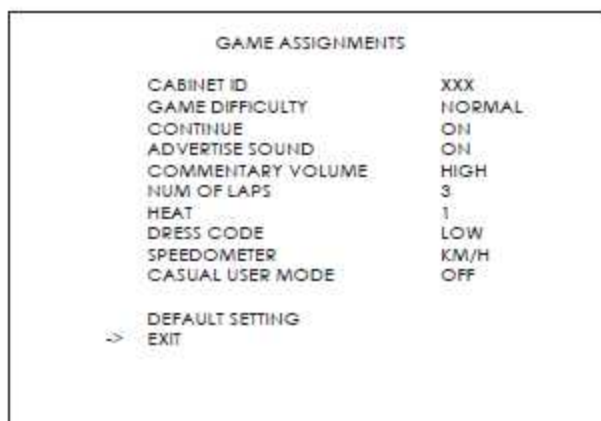 GAME ASSIGNMENTS
CABINET ID XXX
GAME DIFFICULTY NORMAL
CONTINUE ON
ADVERTISE SOUND ON
COMMENTARY VOLUME HIGH
NUM OF LAPS 3
HEAT 1
DRESS CODE LOW
SPEEDOMETER KM/H
CASUAL USER MODE OFF
DEFAULT SETTING
-> EXIT